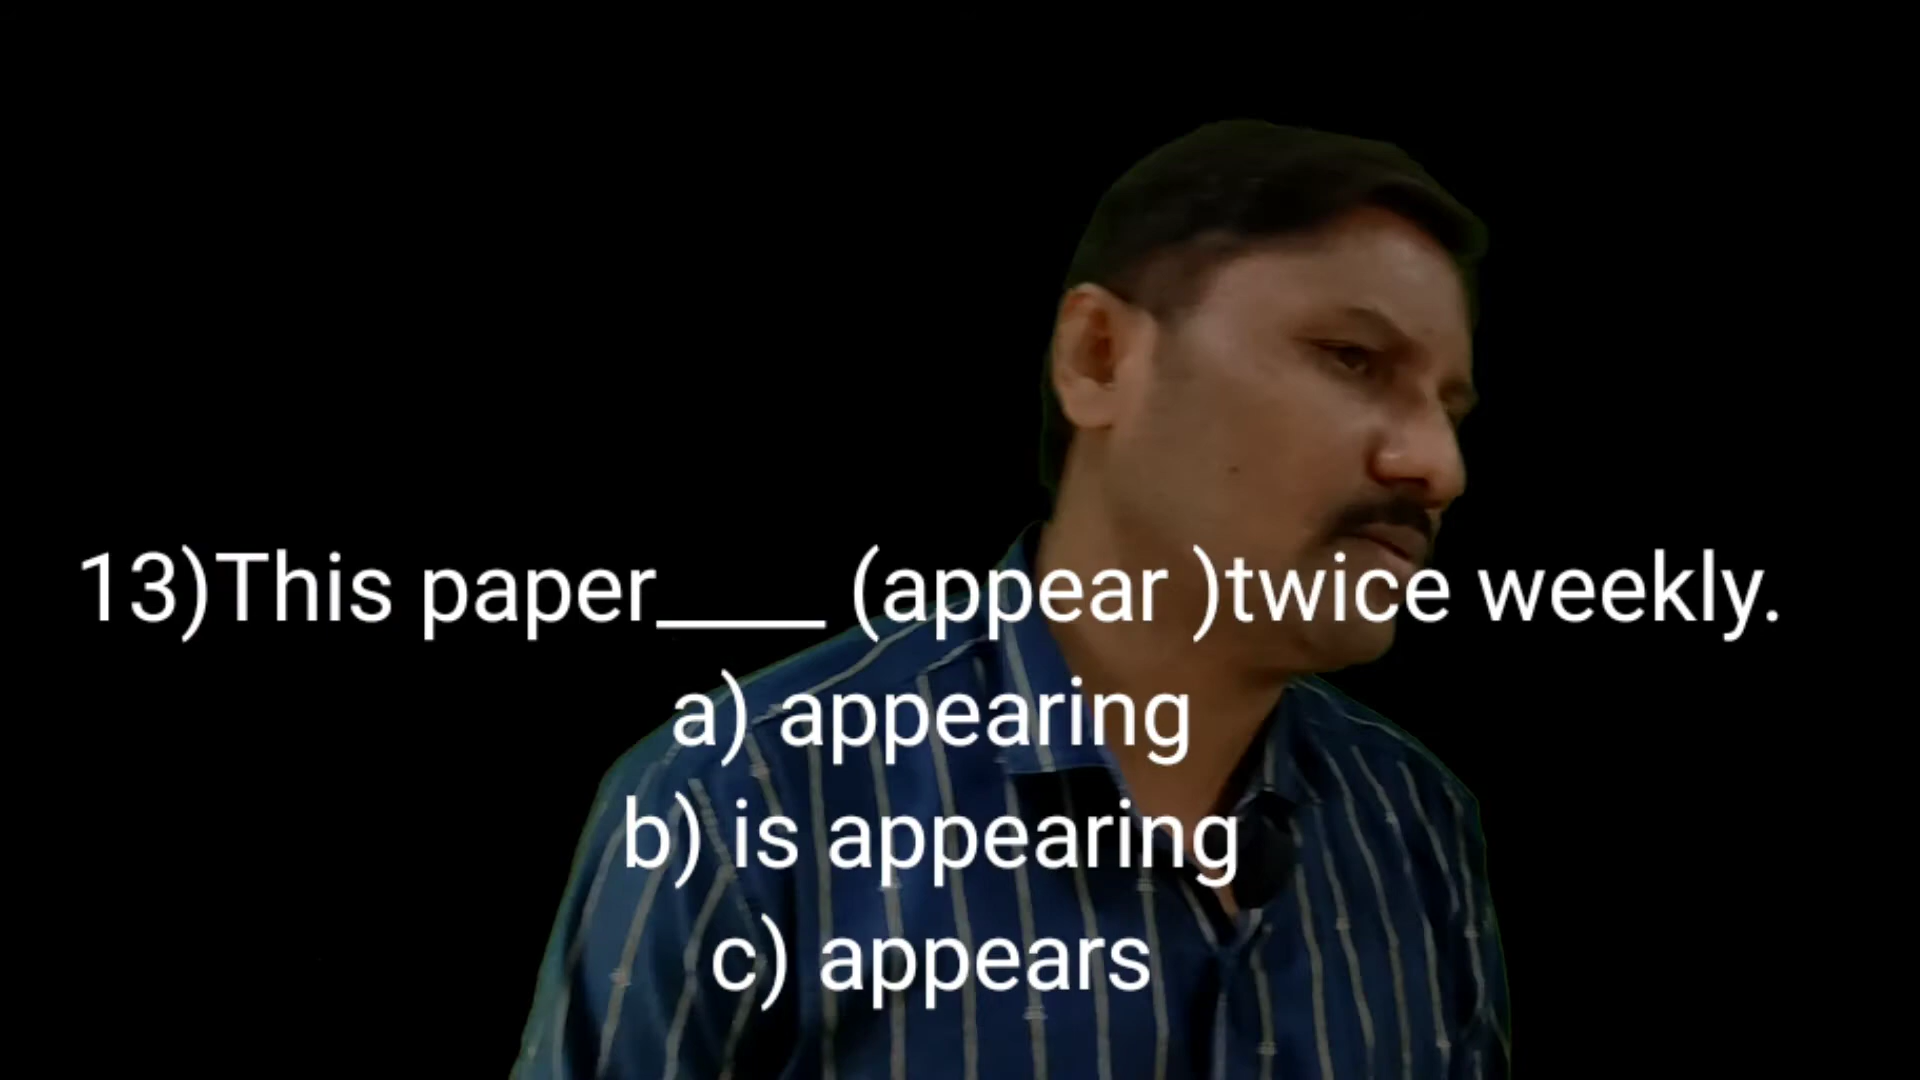 13)This paper____ (appear )twice weekly.
a) appearing
b) is appearing
c) appears